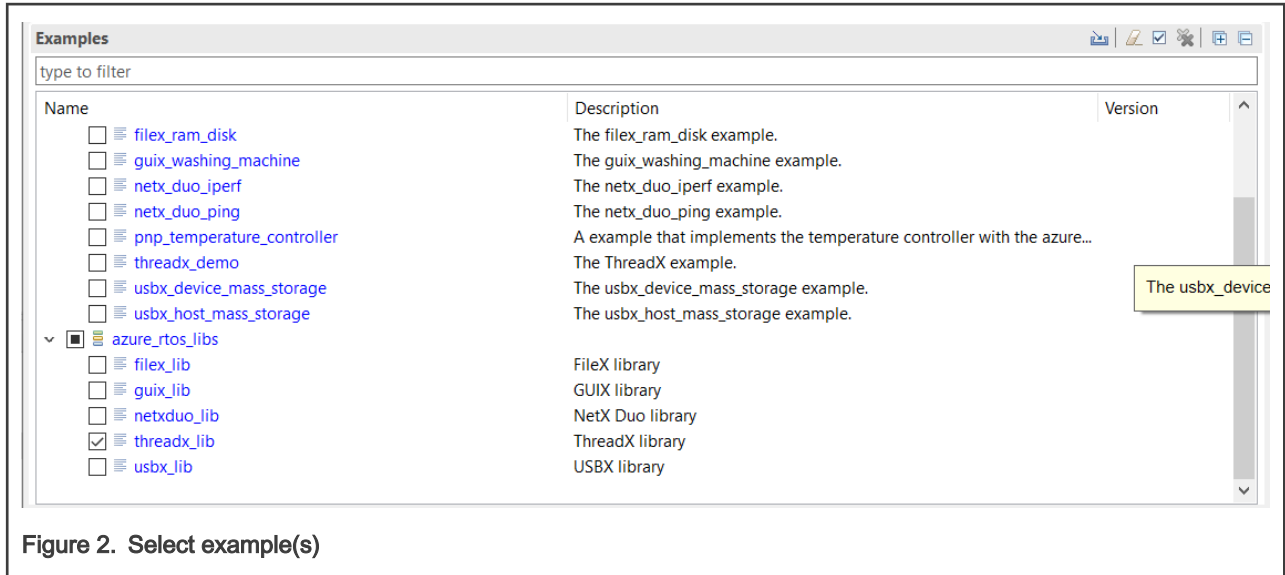 Examples
type to filter
Name Description Version
filex_ram_disk The filex_ram_disk example.
guix_washing_machine The guix_washing_machine example.
netx_duo_iperf The netx_duo_iperf example.
netx_duo_ping The netx_duo_ping example.
pnp_temperature_controller A example that implements the temperature controller with the azure...
threadx_demo The ThreadX example.
usbx_device_mass_storage The usbx_device_mass_storage example. The usbx_device
usbx_host_mass_storage The usbx_host_mass_storage example.
azure_rtos_libs
filex_lib FileX library
guix_lib GUIX library
netxduo_lib NetX Duo library
threadx_lib ThreadX library
usbx_lib USBX library
Figure 2. Select example(s)